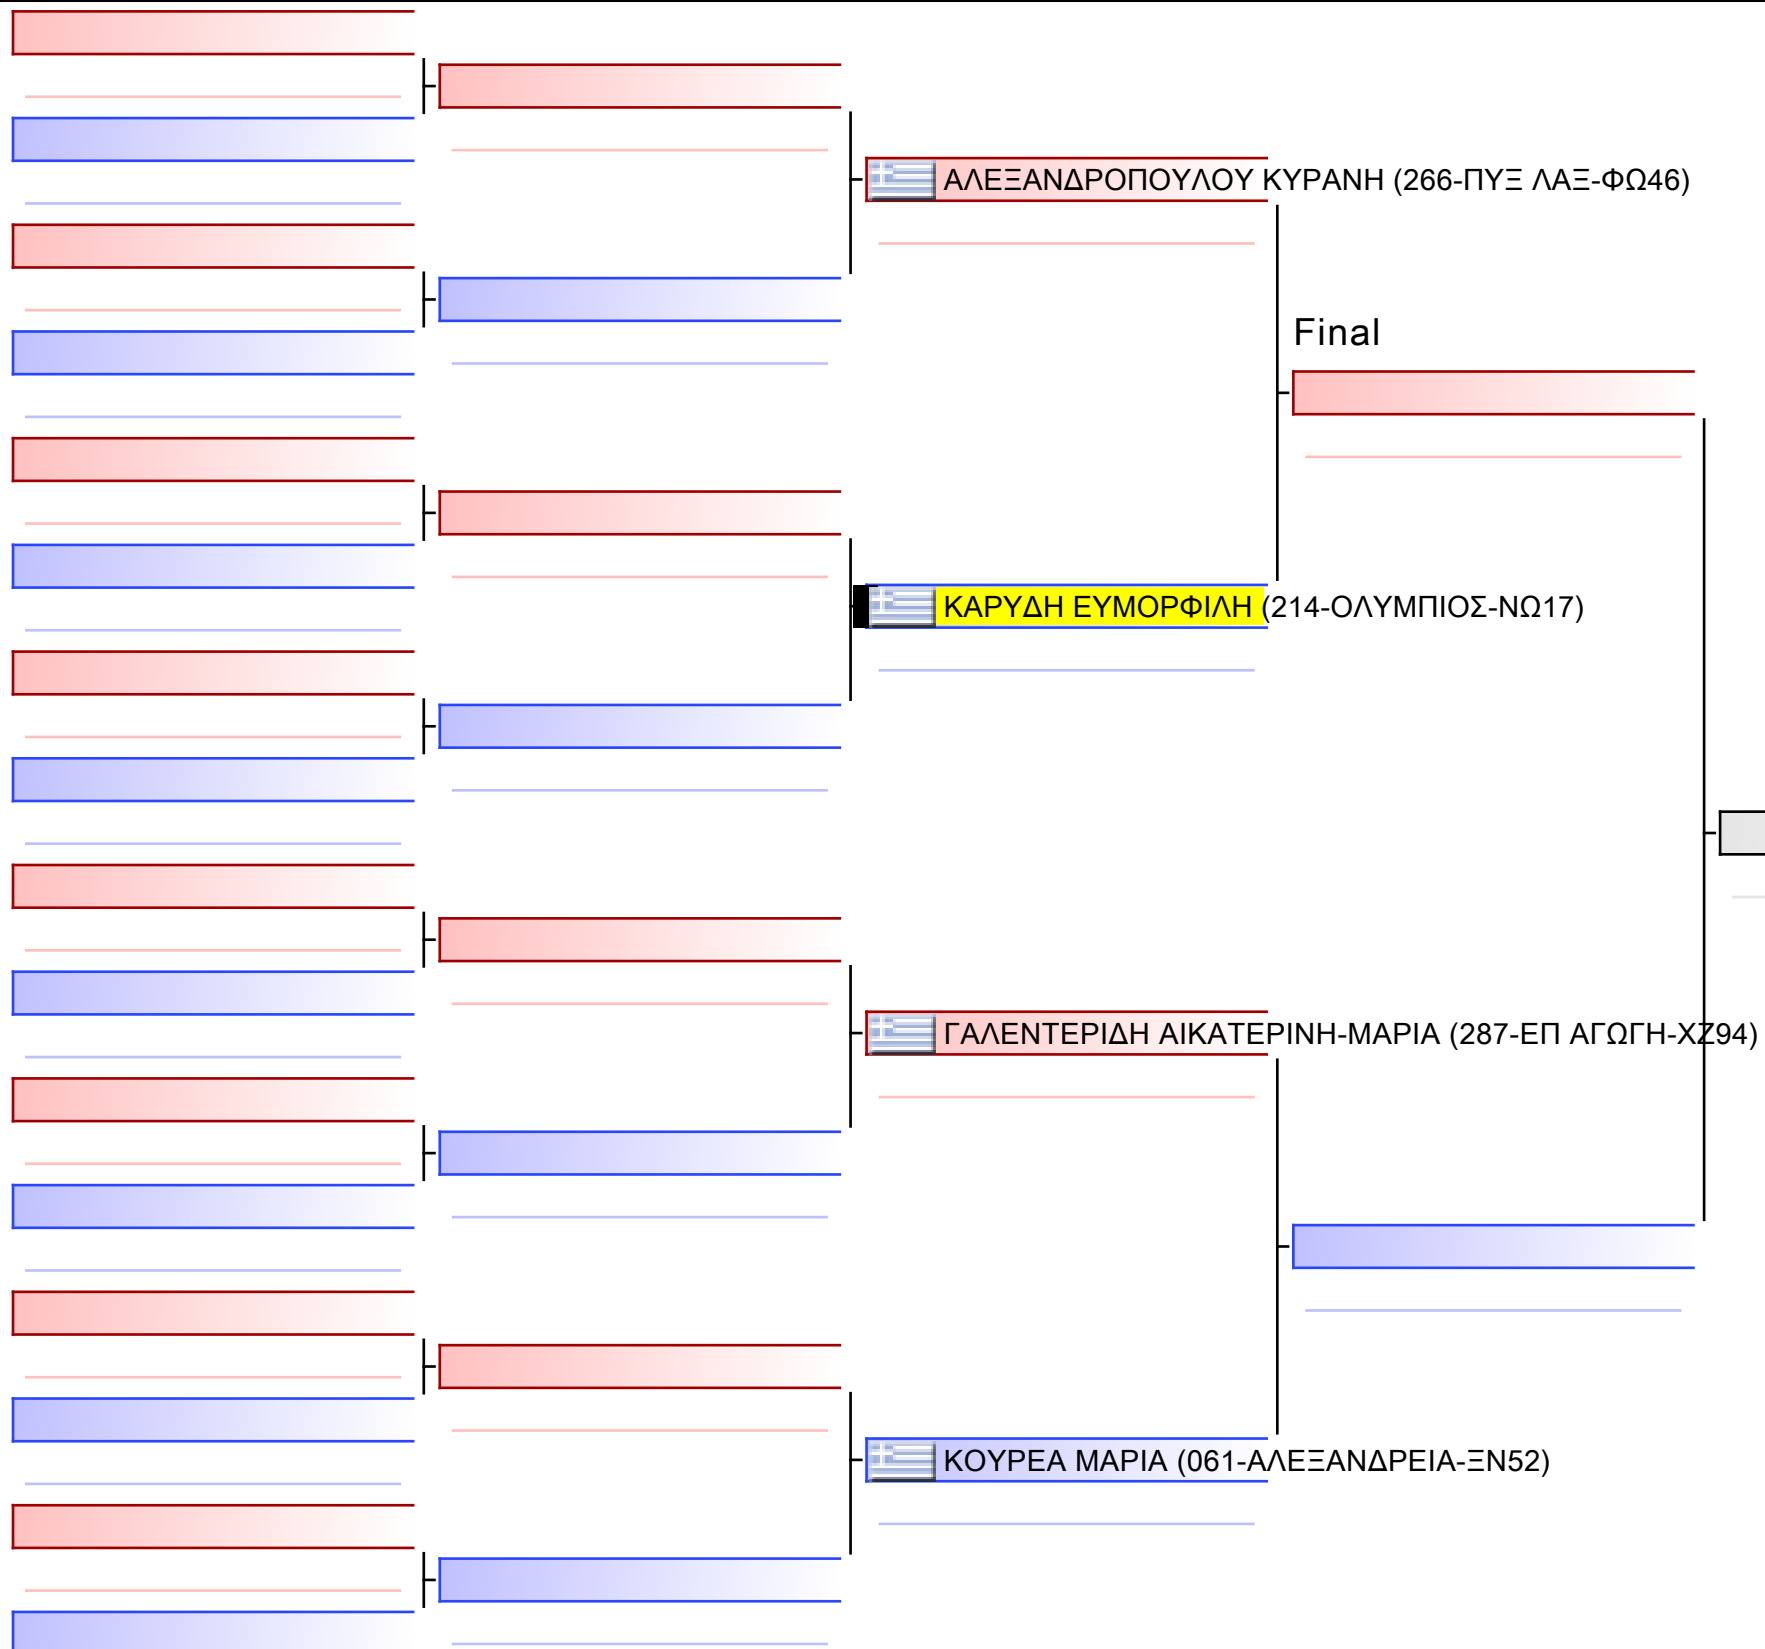 ΑΛΕΞΑΝΔΡΟΠΟΥΛΟΥ ΚΥΡΑΝΗ (266-ΠΥΞ ΛΑΞ-ΦΩ46)
Final
ΚΑΡΥΔΗ ΕΥΜΟΡΦΙΛΗ (214-ΟΛΥΜΠΙΟΣ-ΝΩ17)
ΓΑΛΕΝΤΕΡΙΔΗ ΑΙΚΑΤΕΡΙΝΗ-ΜΑΡΙΑ (287-ΕΠ ΑΓΩΓΗ-ΧΖ94)
ΚΟΥΡΕΑ ΜΑΡΙΑ (061-ΑΛΕΞΑΝΔΡΕΙΑ-ΞΝ52)